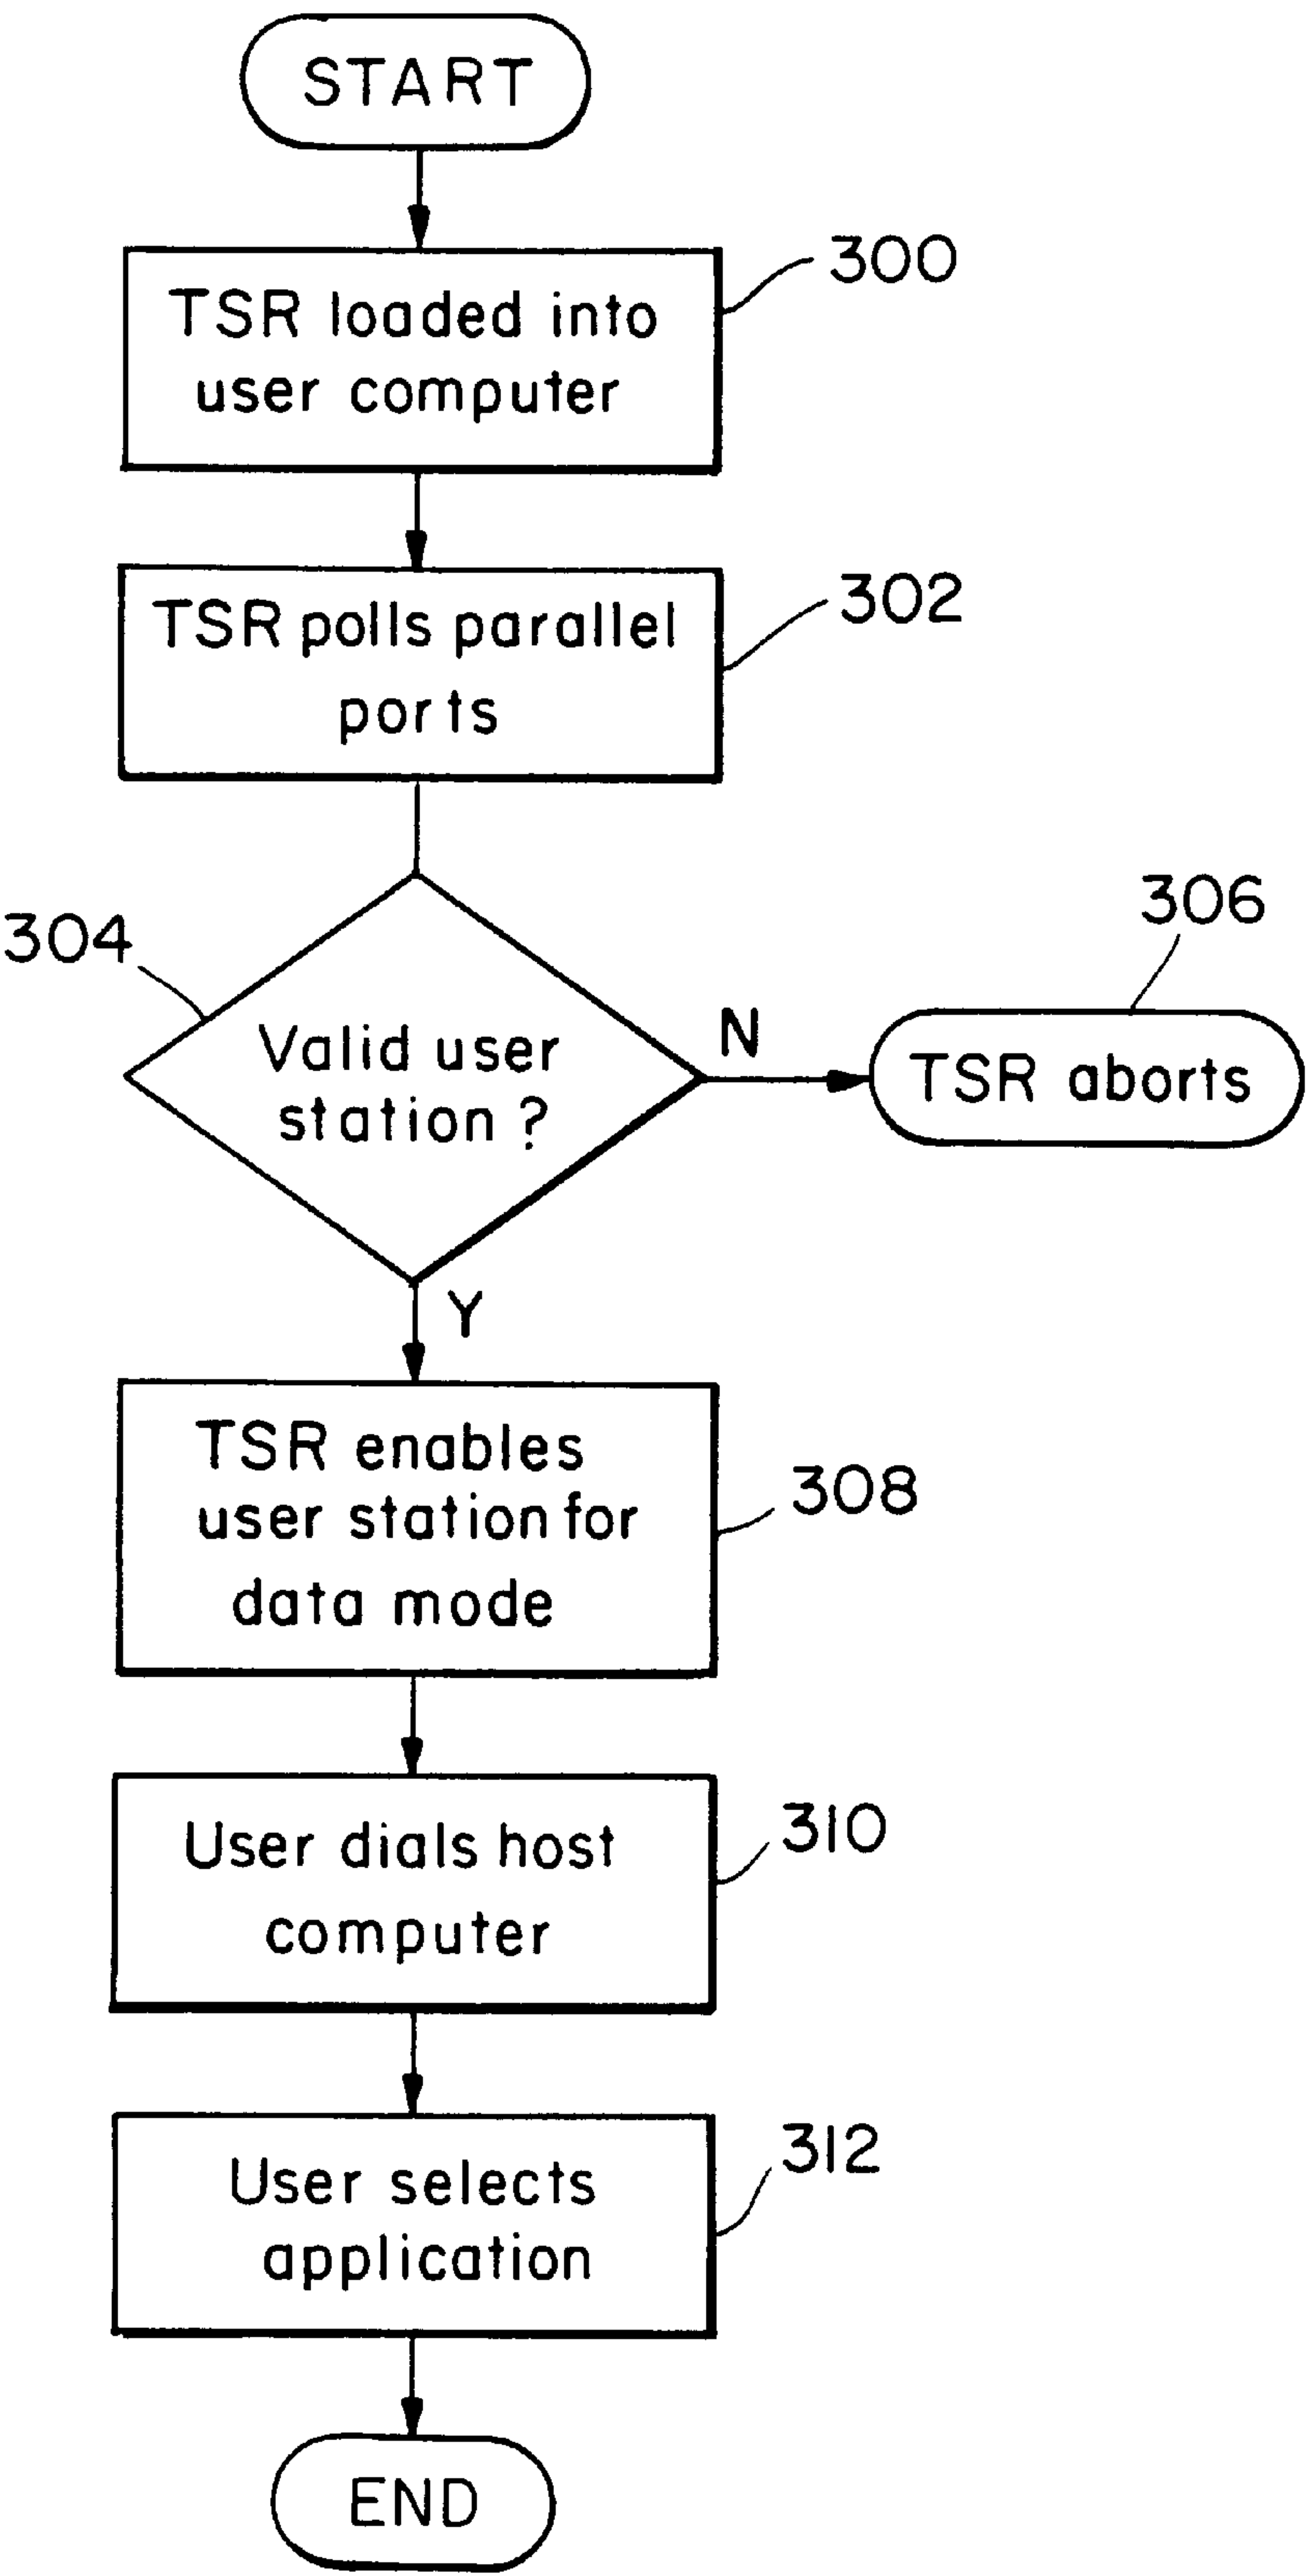 START
300
TSR loaded into
user computer
302
TSR polls parallel
ports
304
306
Valid user
station ?
N
TSR aborts
Y
TSR enables
user station for
data mode
308
User dials host
computer
310
User selects
application
312
END